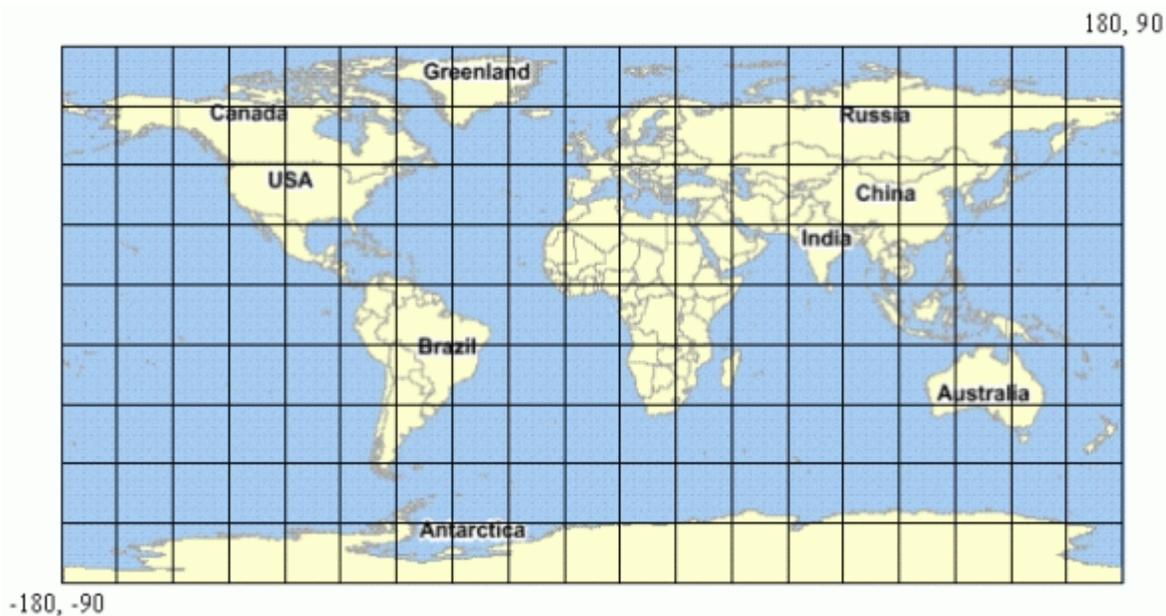 180, 90
Greenland
Canada
Russia
USA
China
India
Brazil
Australia
Antarctica
-180, -90